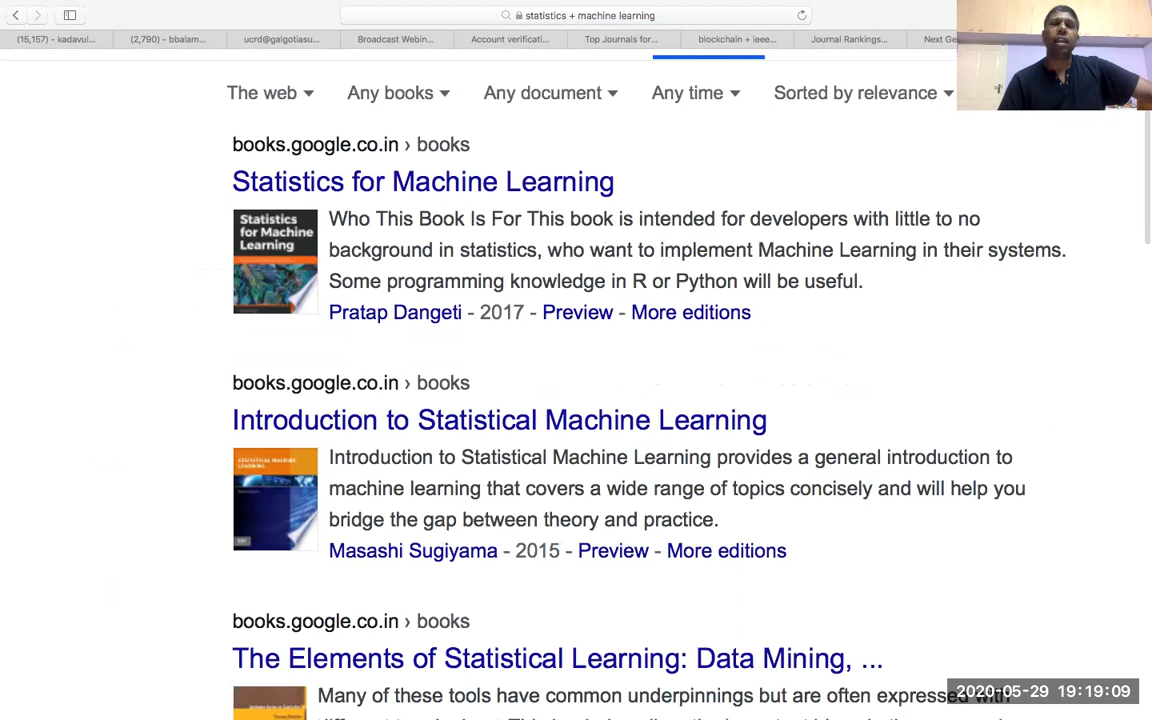 statistics + machine learning
(15,157) - kadavul...
(2,790) - bbalam...
ucrd@galgotiasu...
Broadcast Webin...
Account verificati...
Top Journals for...
blockchain + ieee...
Journal Rankings...
Next Ge
The web
Any books
Any document
Any time
Sorted by relevance
books.google.co.in › books
Statistics for Machine Learning
Statistics
for Machine
Learning
Who This Book Is For This book is intended for developers with little to no
background in statistics, who want to implement Machine Learning in their systems.
Some programming knowledge in R or Python will be useful.
Pratap Dangeti - 2017 - Preview - More editions
books.google.co.in › books
Introduction to Statistical Machine Learning
STATISTICAL MACHINE
LEARNING
Introduction to Statistical Machine Learning provides a general introduction to
machine learning that covers a wide range of topics concisely and will help you
bridge the gap between theory and practice.
Masashi Sugiyama - 2015 - Preview - More editions
books.google.co.in › books
The Elements of Statistical Learning: Data Mining, ...
Many of these tools have common underpinnings but are often expressed with
2020-05-29 19:19:09